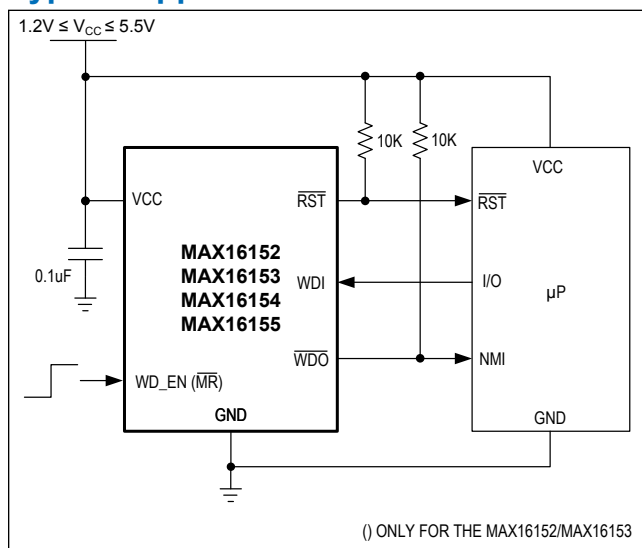 1.2V ≤ VCC ≤ 5.5V
10K
10K
VCC
VCC
RST
RST
0.1uF
MAX16152
MAX16153
MAX16154
MAX16155
WDI
I/O
µP
WDO
NMI
WD_EN (MR)
GND
GND
() ONLY FOR THE MAX16152/MAX16153